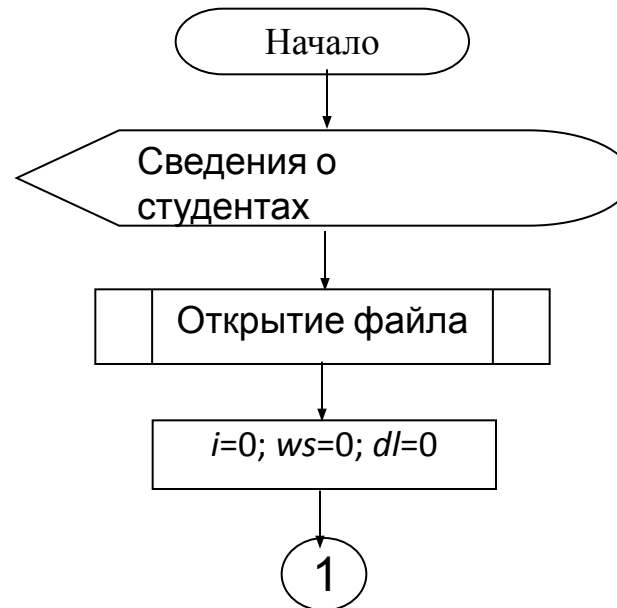 Начало
Сведения о
студентах
Открытие файла
i=0; ws=0; dl=0
1